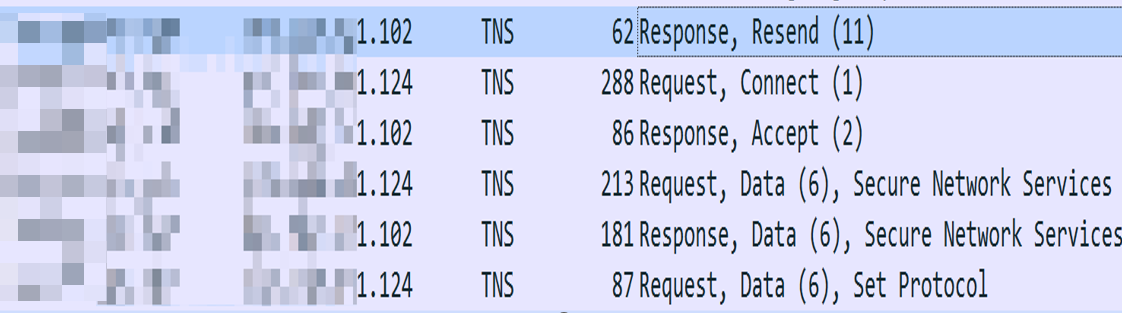 1.102 TNS 62 Response, Resend (11)
1.124 TNS 288 Request, Connect (1)
1.102 TNS 86 Response, Accept (2)
1.124 TNS 213 Request, Data (6), Secure Network Services
1.102 TNS 181 Response, Data (6), Secure Network Services
1.124 TNS 87 Request, Data (6), Set Protocol